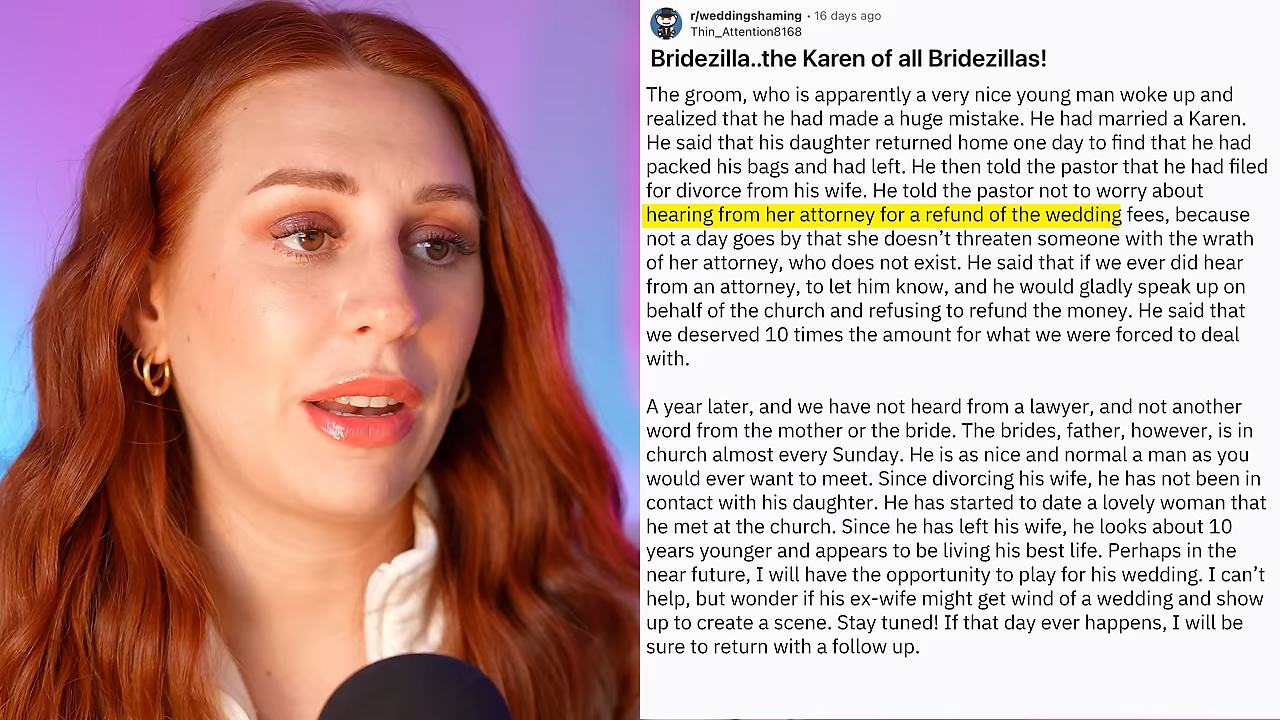 r/weddingshaming • 16 days ago
Thin_Attention8168
Bridezilla..the Karen of all Bridezillas!
The groom, who is apparently a very nice young man woke up and
realized that he had made a huge mistake. He had married a Karen.
He said that his daughter returned home one day to find that he had
packed his bags and had left. He then told the pastor that he had filed
for divorce from his wife. He told the pastor not to worry about
hearing from her attorney for a refund of the wedding fees, because
not a day goes by that she doesn't threaten someone with the wrath
of her attorney, who does not exist. He said that if we ever did hear
from an attorney, to let him know, and he would gladly speak up on
behalf of the church and refusing to refund the money. He said that
we deserved 10 times the amount for what we were forced to deal
with.
A year later, and we have not heard from a lawyer, and not another
word from the mother or the bride. The brides, father, however, is in
church almost every Sunday. He is as nice and normal a man as you
would ever want to meet. Since divorcing his wife, he has not been in
contact with his daughter. He has started to date a lovely woman that
he met at the church. Since he has left his wife, he looks about 10
years younger and appears to be living his best life. Perhaps in the
near future, I will have the opportunity to play for his wedding. I can't
help, but wonder if his ex-wife might get wind of a wedding and show
up to create a scene. Stay tuned! If that day ever happens, I will be
sure to return with a follow up.